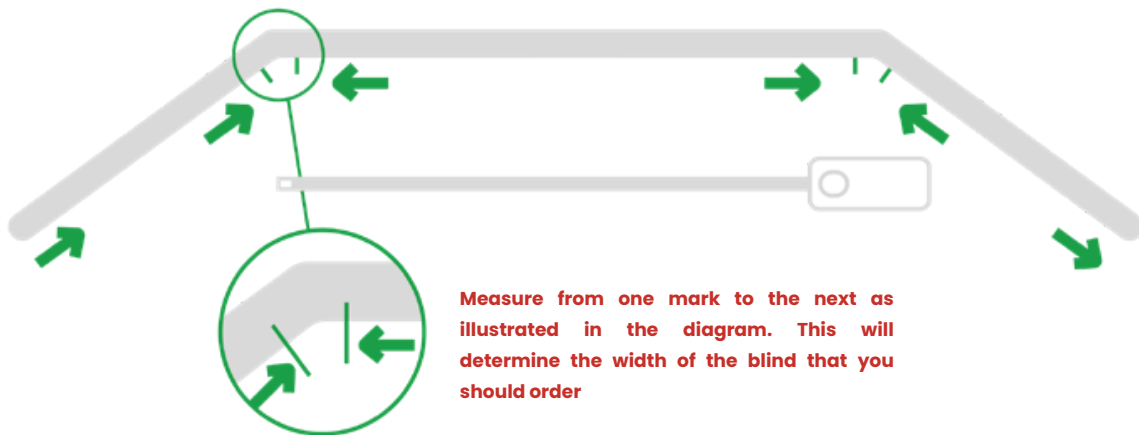 Measure from one mark to the next as
illustrated in the diagram. This will
determine the width of the blind that you
should order